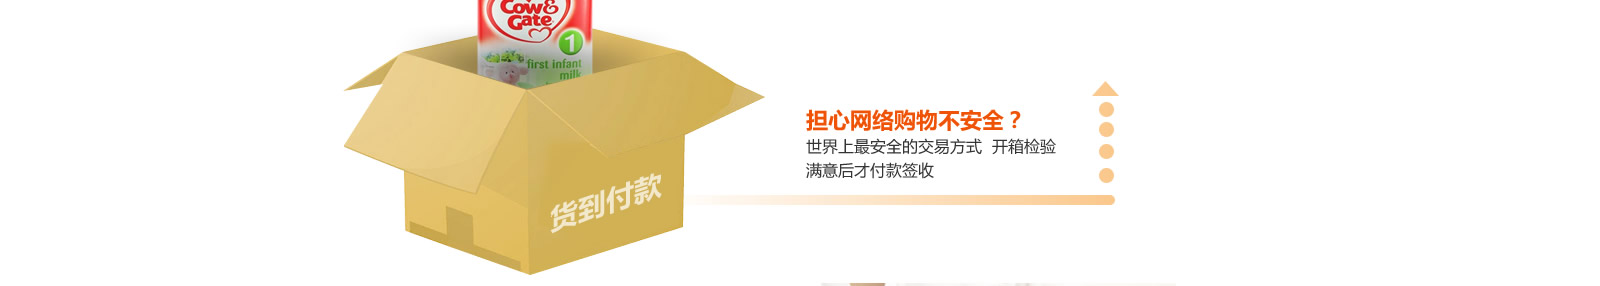 Cow&
Gate
1
first infant
milk
担心网络购物不安全？
世界上最安全的交易方式 开箱检验
满意后才付款签收
货到付款